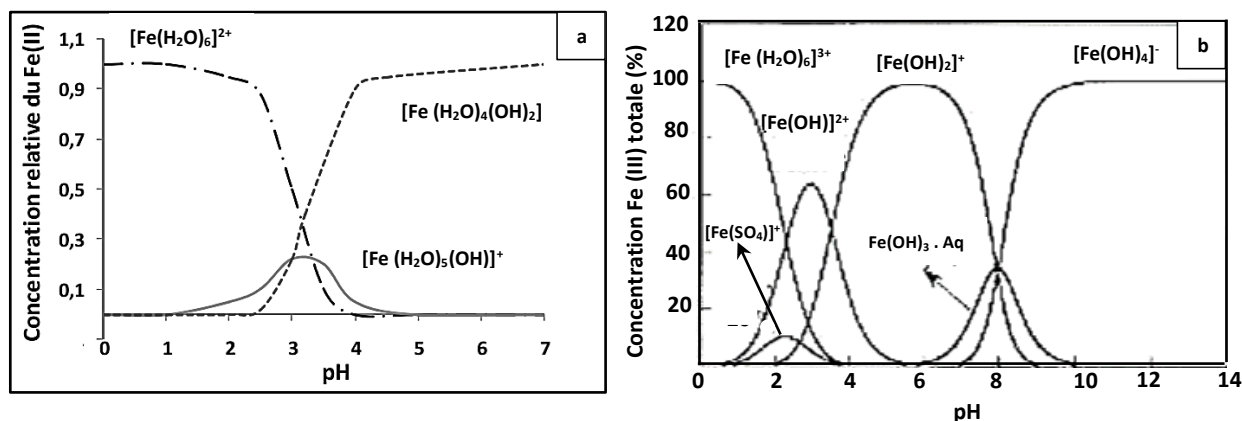 a
Concentration relative du Fe(II)
1,1
0,9
0,7
0,5
0,3
0,1
[Fe(H2O)6]2+
[Fe (H2O)4(OH)2]
[Fe (H2O)5(OH)]+
0 1 2 3 4 5 6 7
pH
b
Concentration Fe (III) totale (%)
120
100
80
60
40
20
[Fe (H2O)6]3+
[Fe(OH)2]+
[Fe(OH)4]-
[Fe(OH)]2+
[Fe(SO4)]+
Fe(OH)3 . Aq
0 2 4 6 8 10 12 14
pH